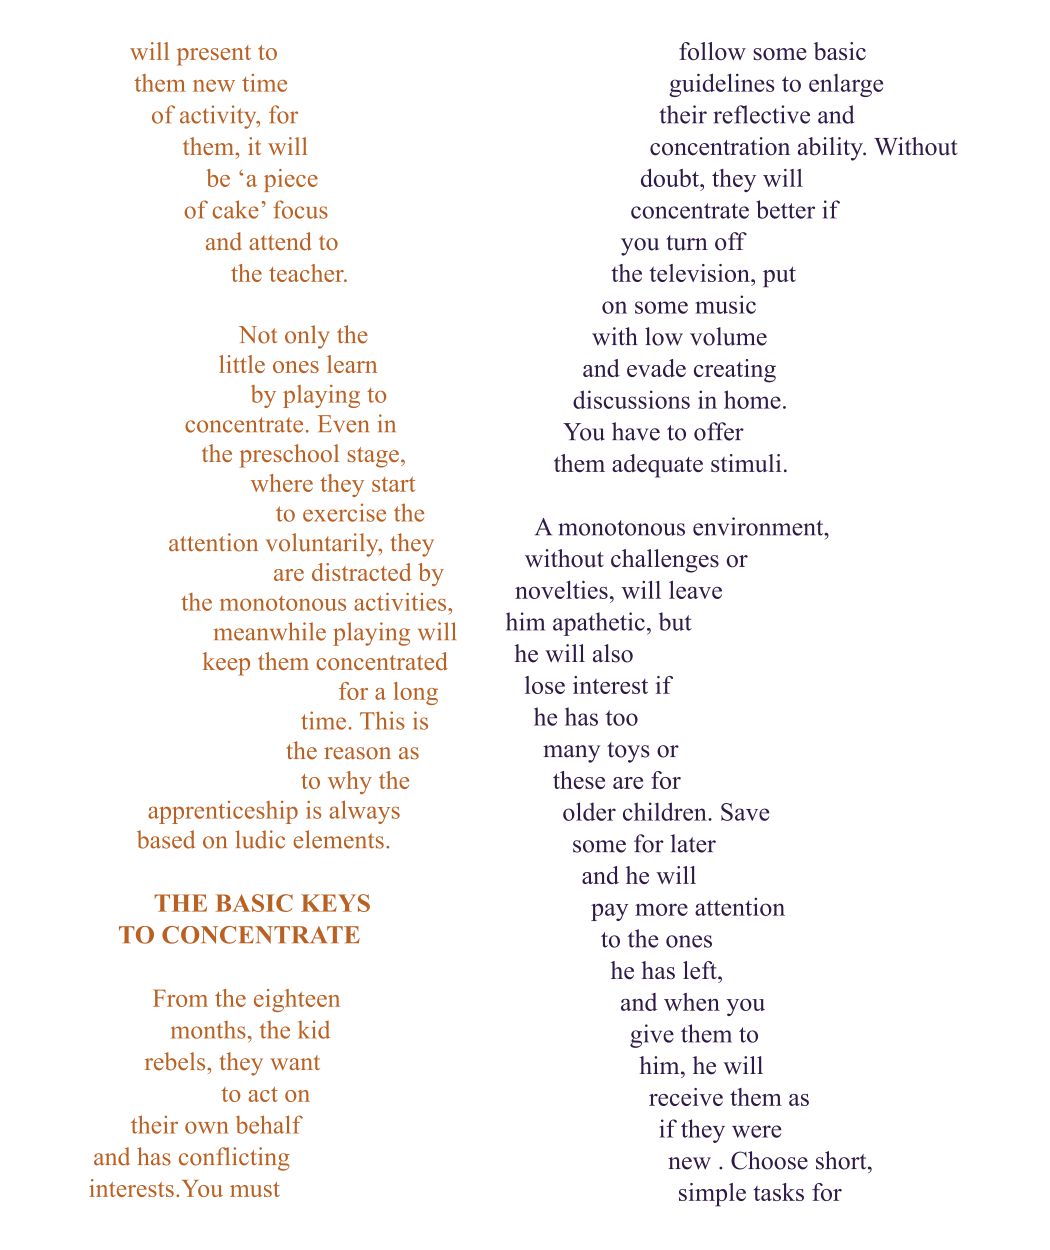 will present to
them new time
of activity, for
them, it will
be ‘a piece
of cake’ focus
and attend to
the teacher.
Not only the
little ones learn
by playing to
concentrate. Even in
the preschool stage,
where they start
to exercise the
attention voluntarily, they
are distracted by
the monotonous activities,
meanwhile playing will
keep them concentrated
for a long
time. This is
the reason as
to why the
apprenticeship is always
based on ludic elements.
THE BASIC KEYS
TO CONCENTRATE
From the eighteen
months, the kid
rebels, they want
to act on
their own behalf
and has conflicting
interests.You must
follow some basic
guidelines to enlarge
their reflective and
concentration ability. Without
doubt, they will
concentrate better if
you turn off
the television, put
on some music
with low volume
and evade creating
discussions in home.
You have to offer
them adequate stimuli.
A monotonous environment,
without challenges or
novelties, will leave
him apathetic, but
he will also
lose interest if
he has too
many toys or
these are for
older children. Save
some for later
and he will
pay more attention
to the ones
he has left,
and when you
give them to
him, he will
receive them as
if they were
new . Choose short,
simple tasks for